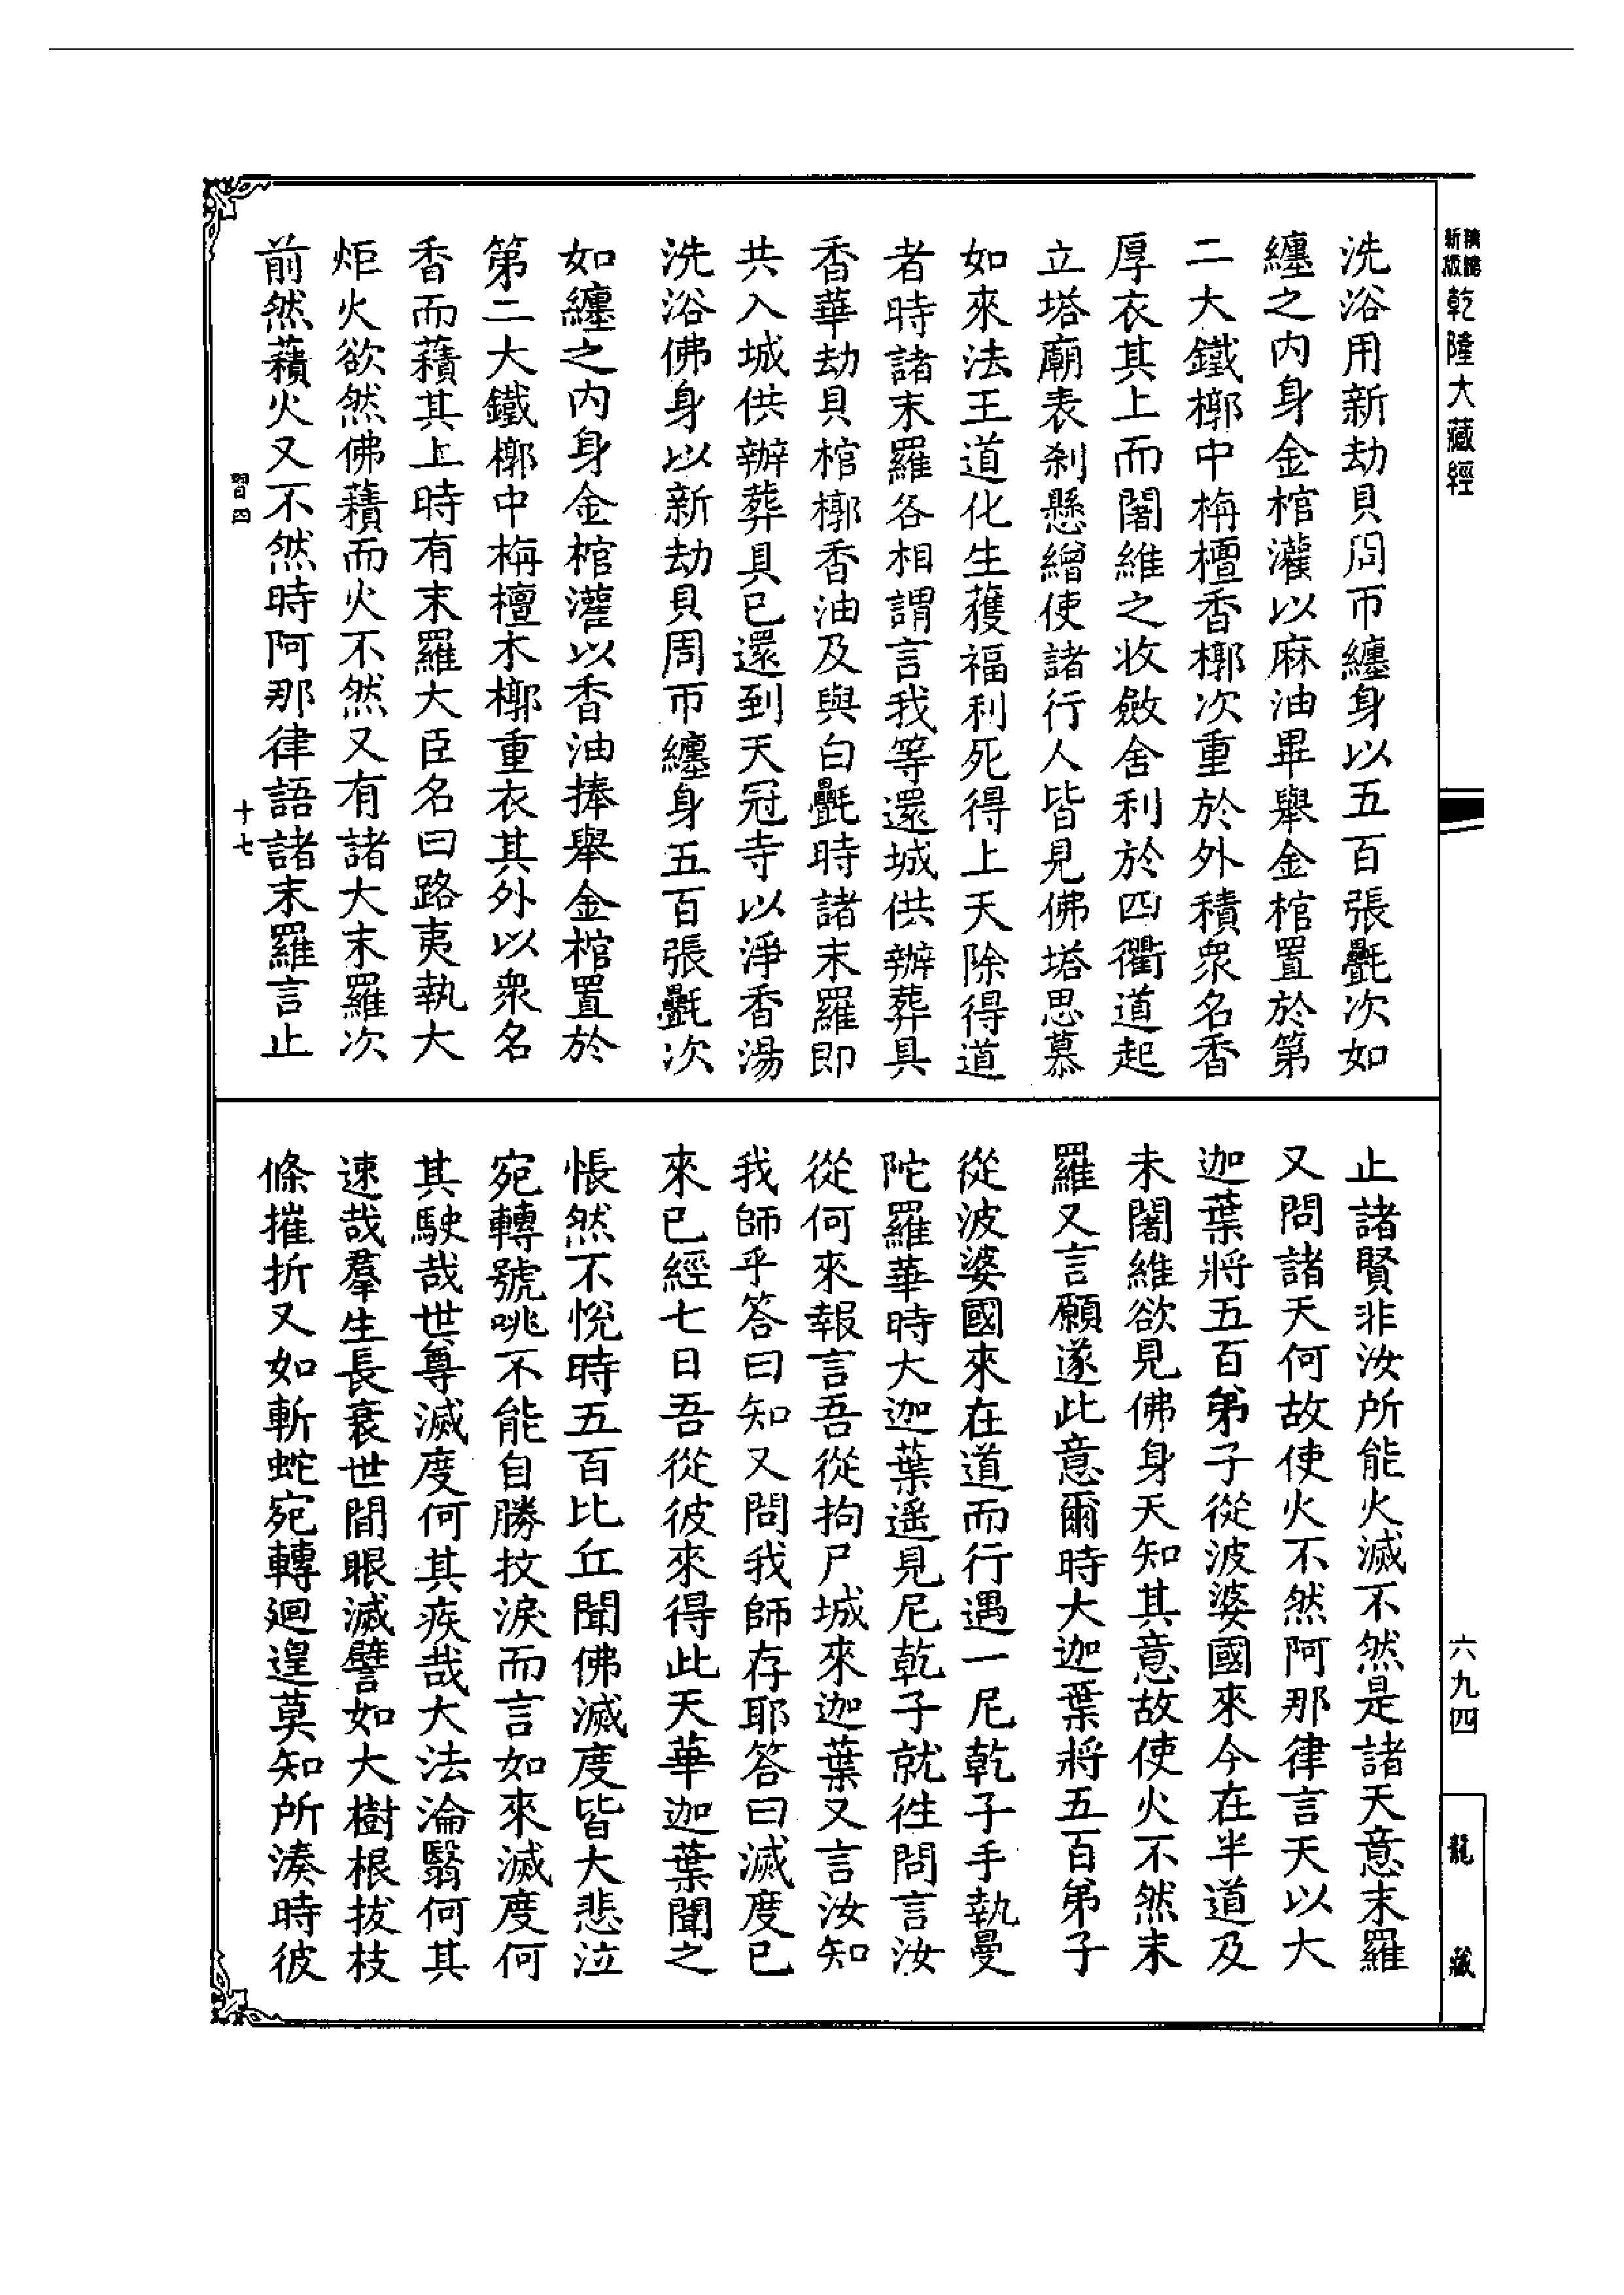 新版乾隆大藏經
洗浴用新劫貝周帀纏身以五百張㲲次如
纏之內身金棺灌以麻油畢舉金棺置於第
二大鐵槨中栴檀香槨次重於外積衆名香
厚衣其上而闍維之收斂舍利於四衢道起
立塔廟表刹懸繒使諸行人皆見佛塔思慕
如來法王道化生獲福利死得上天除得道
者時諸末羅各相謂言我等還城供辦葬具
香華劫貝棺槨香油及與白㲲時諸末羅即
共入城供辦葬具已還到天冠寺以淨香湯
洗浴佛身以新劫貝周帀纏身五百張㲲次
如纏之內身金棺灌以香油捧舉金棺置於
第二大鐵槨中栴檀木槨重衣其外以衆名
香而䕸其上時有末羅大臣名曰路夷執大
炬火欲然佛䕸而火不然又有諸大末羅次
前然䕸火又不然時阿那律語諸末羅言止
習四
十七
止諸賢非汝所能火滅不然是諸天意末羅
又問諸天何故使火不然阿那律言天以大
迦葉將五百弟子從波婆國來今在半道及
未闍維欲見佛身天知其意故使火不然末
羅又言願遂此意爾時大迦葉將五百弟子
從波婆國來在道而行遇一尼乾子手執曼
陀羅華時大迦葉遥見尼乾子就徃問言汝
從何來報言吾從拘尸城來迦葉又言汝知
我師乎答曰知又問我師存耶答曰滅度已
來已經七日吾從彼來得此天華迦葉聞之
悵然不悅時五百比丘聞佛滅度皆大悲泣
宛轉號咷不能自勝抆淚而言如來滅度何
其駛哉世尊滅度何其疾哉大法淪翳何其
速哉羣生長衰世間眼滅譬如大樹根拔枝
條摧折又如斬蛇宛轉迴遑莫知所湊時彼
六九四
龍藏